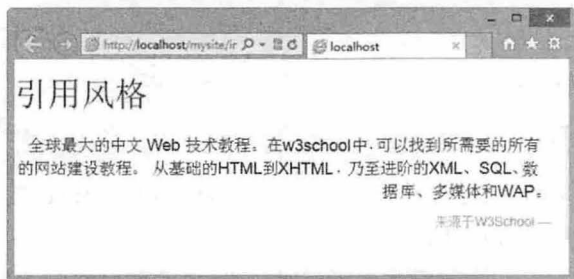 http://localhost/mysite/ir
localhost
引用风格
全球最大的中文 Web 技术教程。在w3school中,可以找到所需要的所有
的网站建设教程。 从基础的HTML到XHTML,乃至进阶的XML、SQL、数
据库、多媒体和WAP。
来源于W3School —